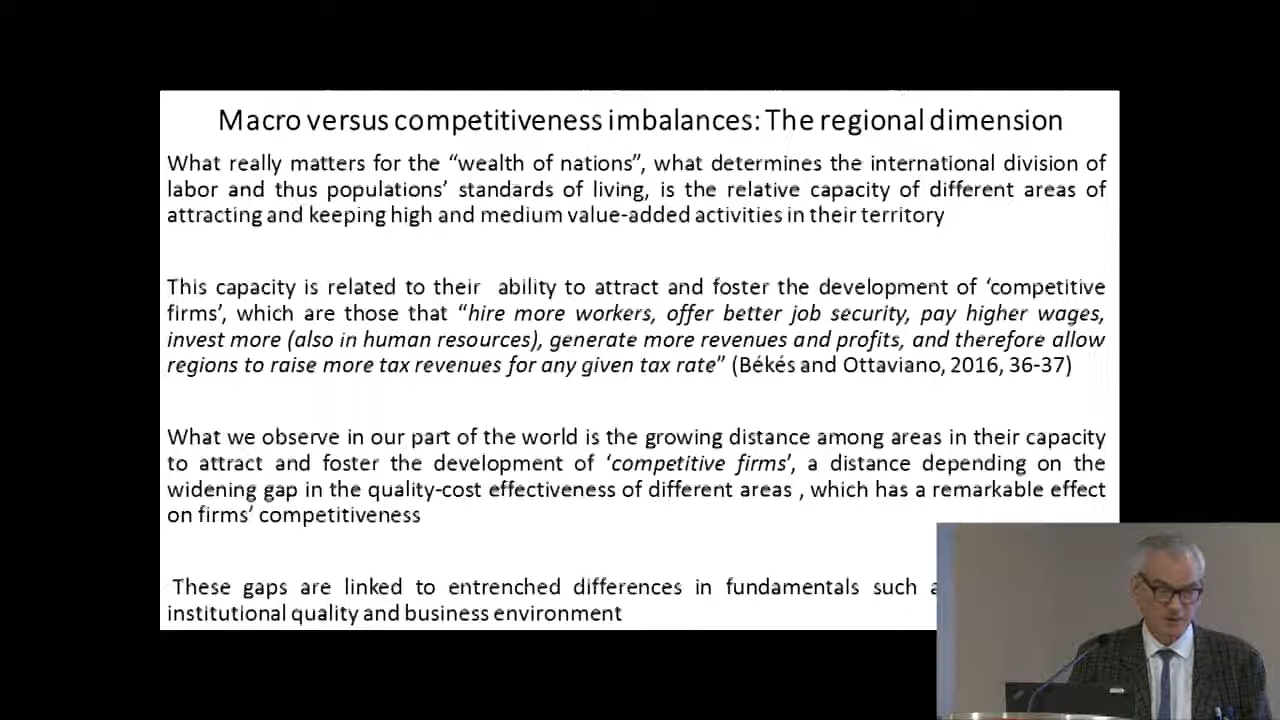 Macro versus competitiveness imbalances: The regional dimension
What really matters for the “wealth of nations”, what determines the international division of
labor and thus populations’ standards of living, is the relative capacity of different areas of
attracting and keeping high and medium value-added activities in their territory
This capacity is related to their ability to attract and foster the development of ‘competitive
firms’, which are those that “hire more workers, offer better job security, pay higher wages,
invest more (also in human resources), generate more revenues and profits, and therefore allow
regions to raise more tax revenues for any given tax rate” (Békés and Ottaviano, 2016, 36-37)
What we observe in our part of the world is the growing distance among areas in their capacity
to attract and foster the development of ‘competitive firms’, a distance depending on the
widening gap in the quality-cost effectiveness of different areas , which has a remarkable effect
on firms’ competitiveness
These gaps are linked to entrenched differences in fundamentals such
institutional quality and business environment